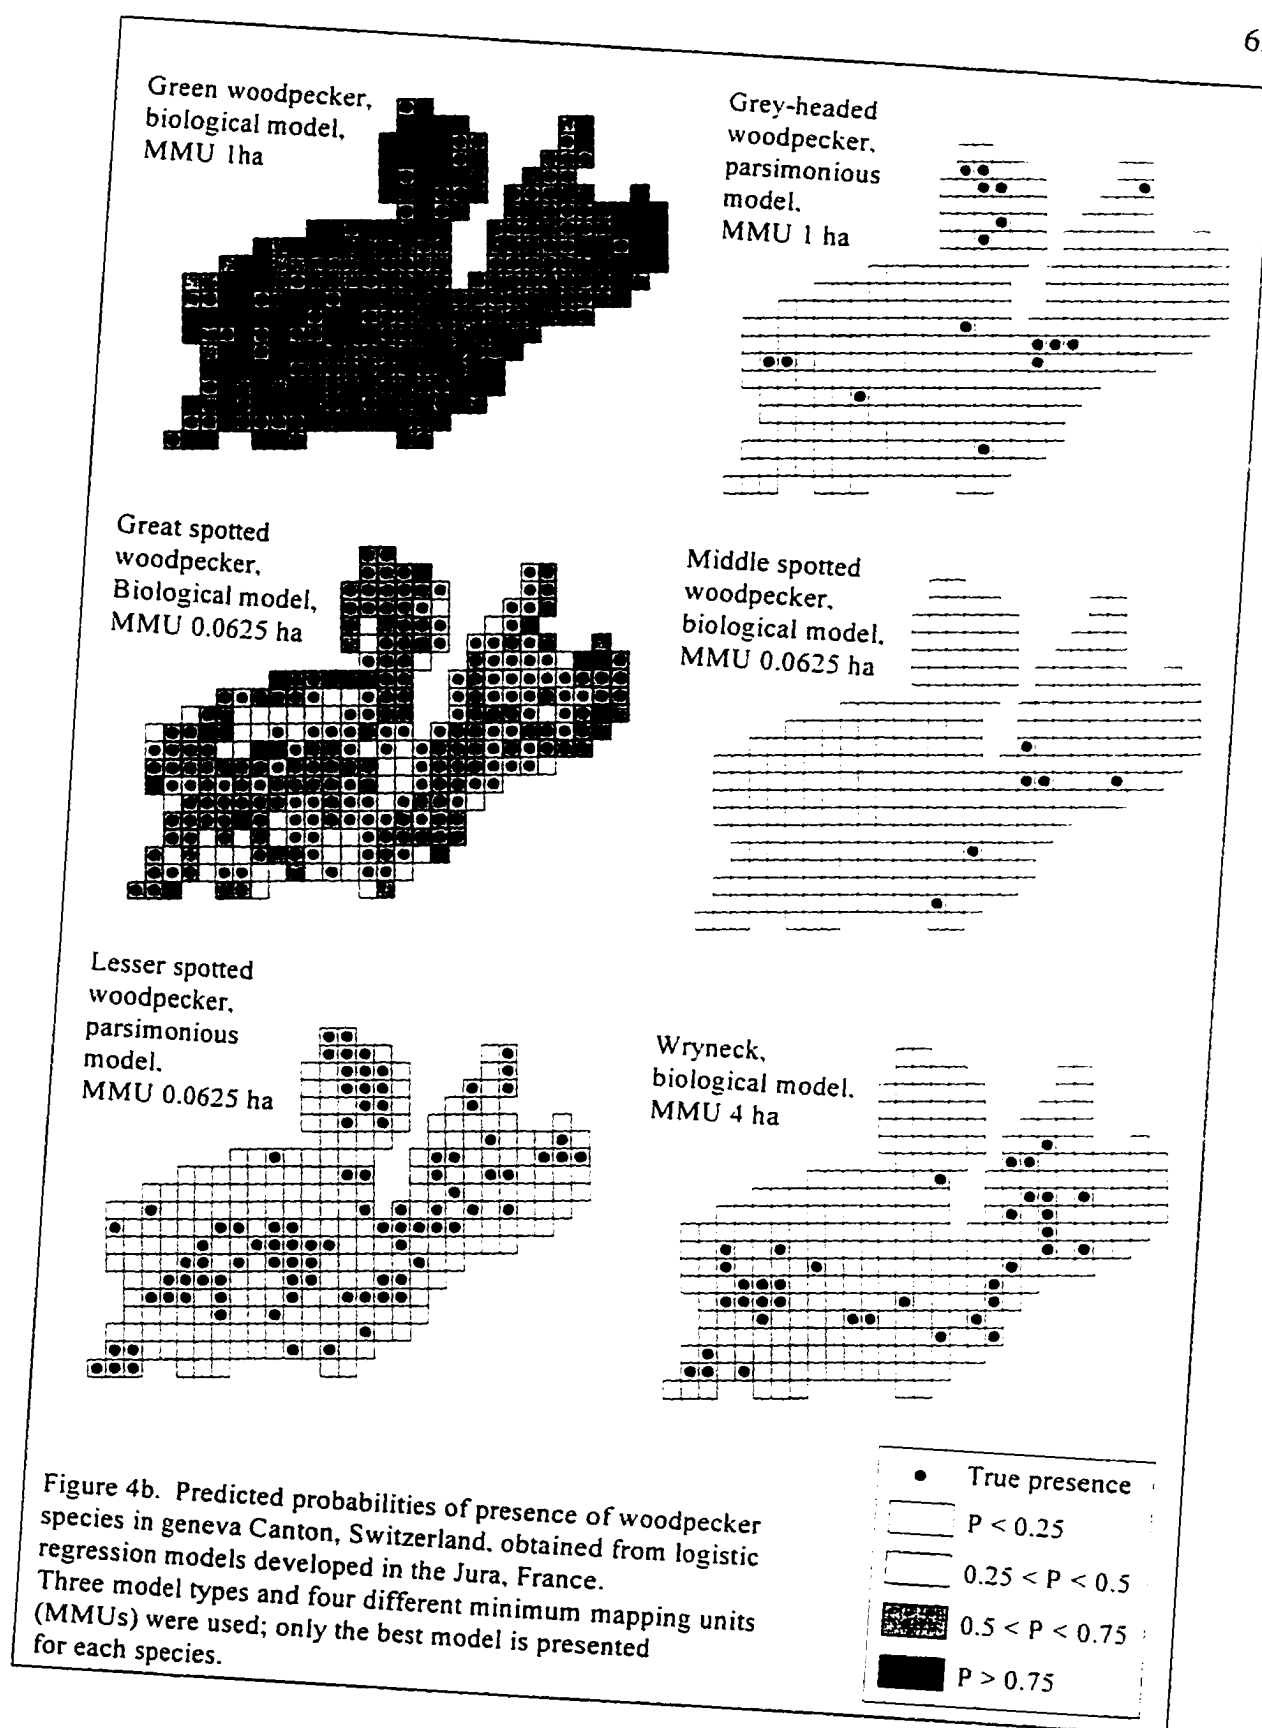 Green woodpecker,
biological model,
MMU 1ha
Grey-headed
woodpecker,
parsimonious
model.
MMU 1 ha
Great spotted
woodpecker,
Biological model,
MMU 0.0625 ha
Middle spotted
woodpecker,
biological model.
MMU 0.0625 ha
Lesser spotted
woodpecker,
parsimonious
model.
MMU 0.0625 ha
Wryneck,
biological model.
MMU 4 ha
Figure 4b. Predicted probabilities of presence of woodpecker
species in geneva Canton, Switzerland. obtained from logistic
regression models developed in the Jura, France.
Three model types and four different minimum mapping units
(MMUs) were used; only the best model is presented
for each species.
True presence
P < 0.25
0.25 < P < 0.5
0.5 < P < 0.75
P > 0.75